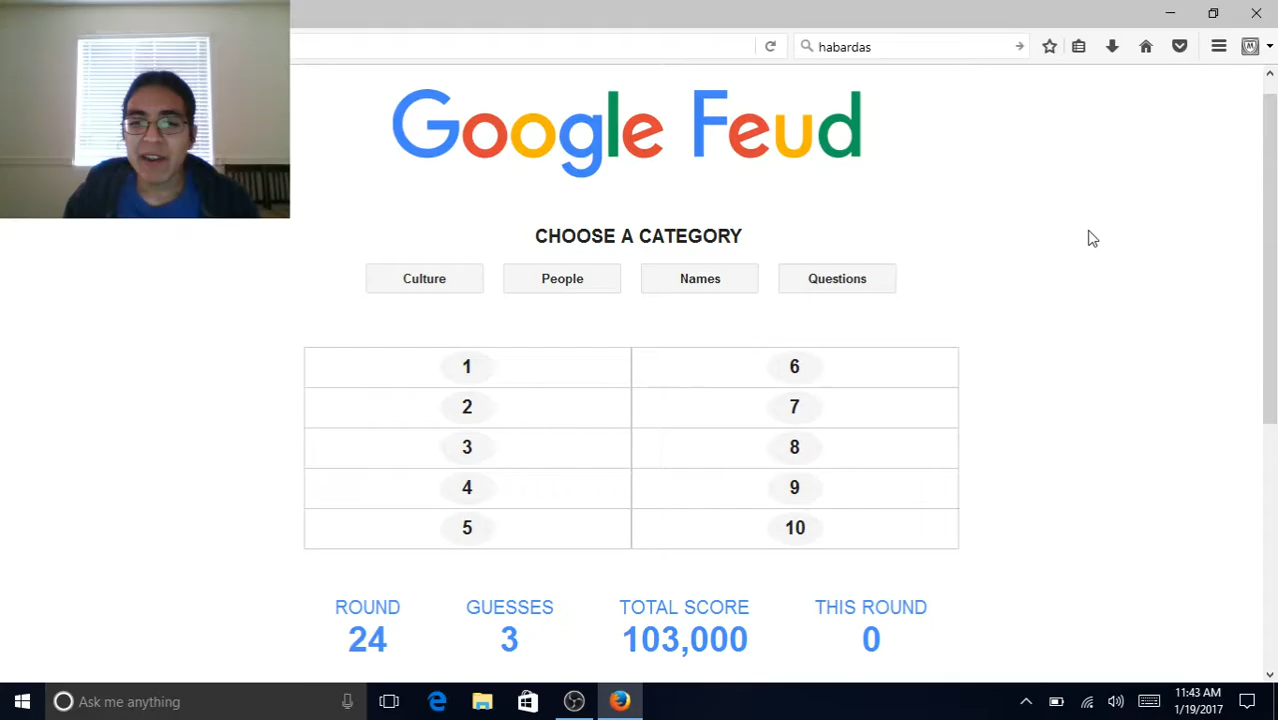 habardas
Google Feud
CHOOSE A CATEGORY
Culture People Names Questions
1 6
2 7
3 8
4 9
5 10
ROUND GUESSES TOTAL SCORE THIS ROUND
24 3 103,000 0
Ask me anything
11:43 AM
1/19/2017